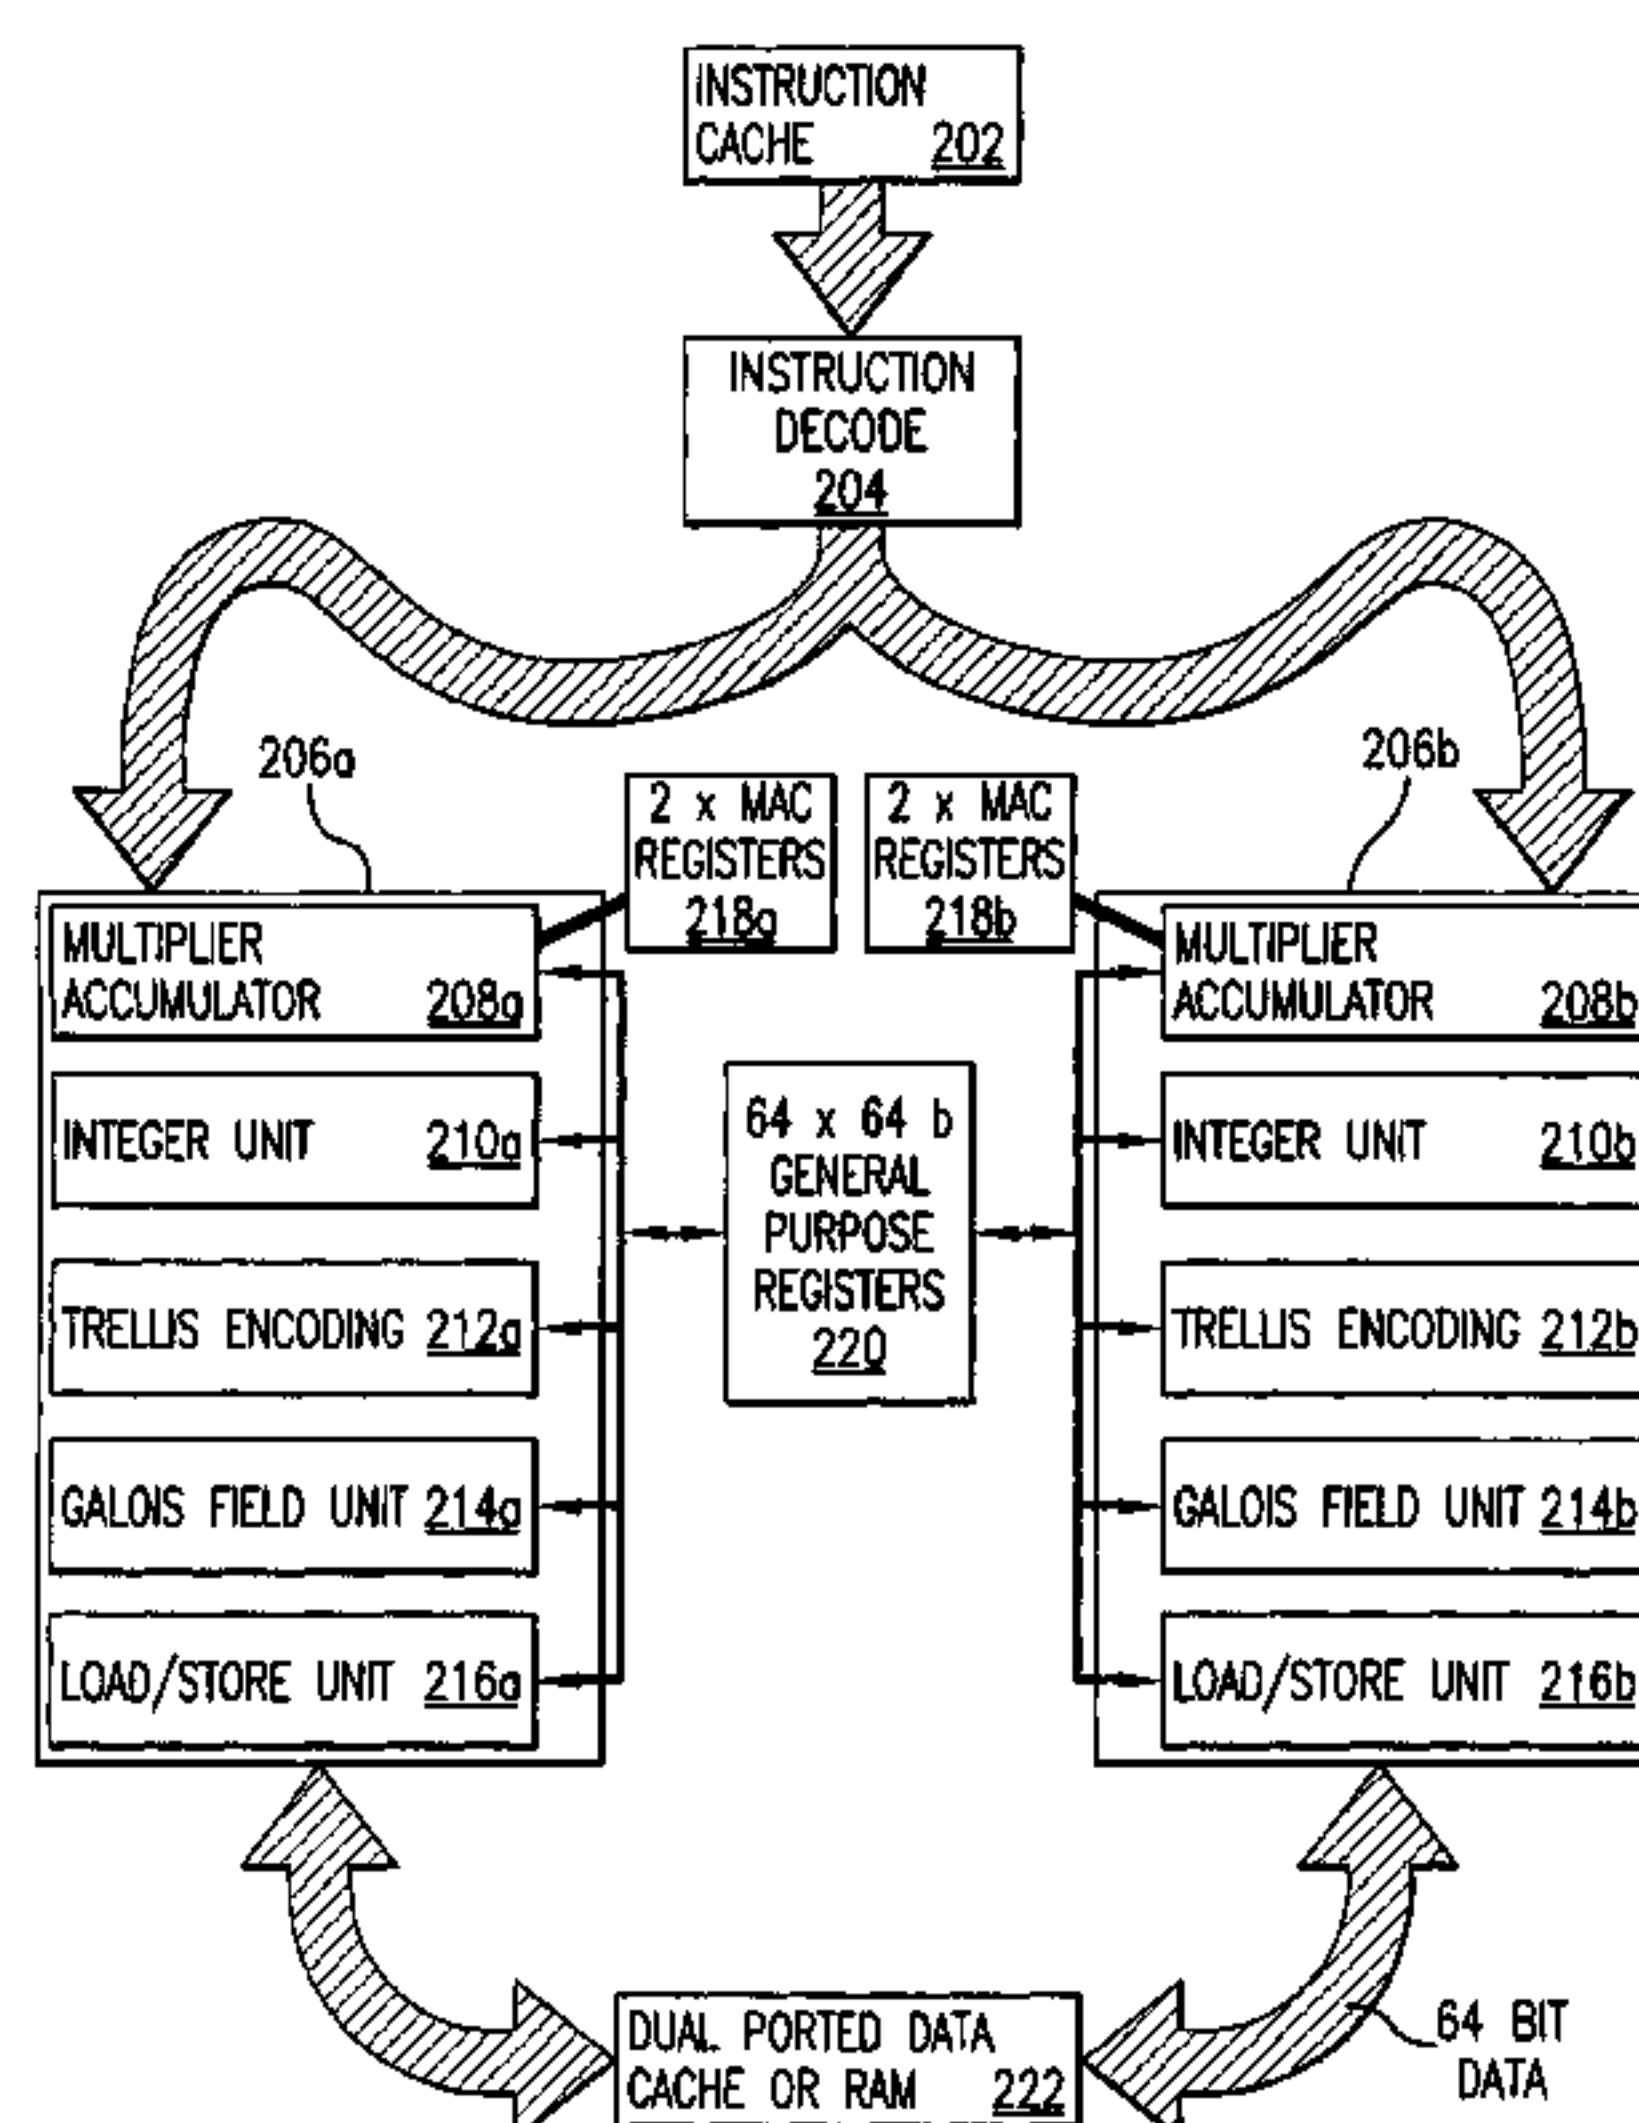 INSTRUCTION
CACHE 202
INSTRUCTION
DECODE
204
206a
206b
2 x MAC
REGISTERS
218a
2 x MAC
REGISTERS
218b
MULTIPLIER
ACCUMULATOR 208a
INTEGER UNIT 210a
TRELLIS ENCODING 212a
GALOIS FIELD UNIT 214a
LOAD/STORE UNIT 216a
64 x 64 b
GENERAL
PURPOSE
REGISTERS
220
MULTIPLIER
ACCUMULATOR 208b
INTEGER UNIT 210b
TRELLIS ENCODING 212b
GALOIS FIELD UNIT 214b
LOAD/STORE UNIT 216b
DUAL PORTED DATA
CACHE OR RAM 222
64 BIT
DATA